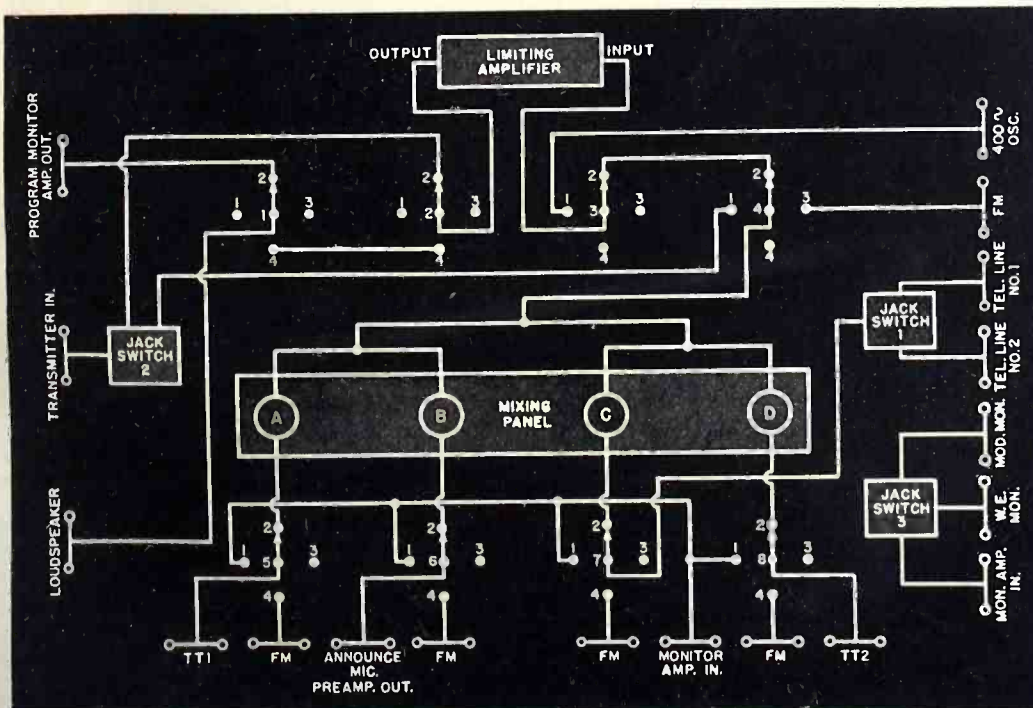 OUTPUT
LIMITING
AMPLIFIER
INPUT
PROGRAM MONITOR
AMP. OUT.
400~
OSC.
2 2 2 2
1 1 3 1 2 3 1 3 3 1 4 3
4 4 4 4
FM
TRANSMITTER IN.
JACK
SWITCH
2
JACK
SWITCH
1
TEL. LINE
NO.1
TEL. LINE
NO.2
A B MIXING
PANEL C D
LOUDSPEAKER
JACK
SWITCH
3
MOD. MON.
W.E.
MON.
MON. AMP.
IN.
2 2 2 2
1 5 3 1 6 3 1 7 3 1 8 3
4 4 4 4
TT1
FM
ANNOUNCE
MIC.
PREAMP. OUT.
FM
FM
MONITOR
AMP. IN.
FM
TT2